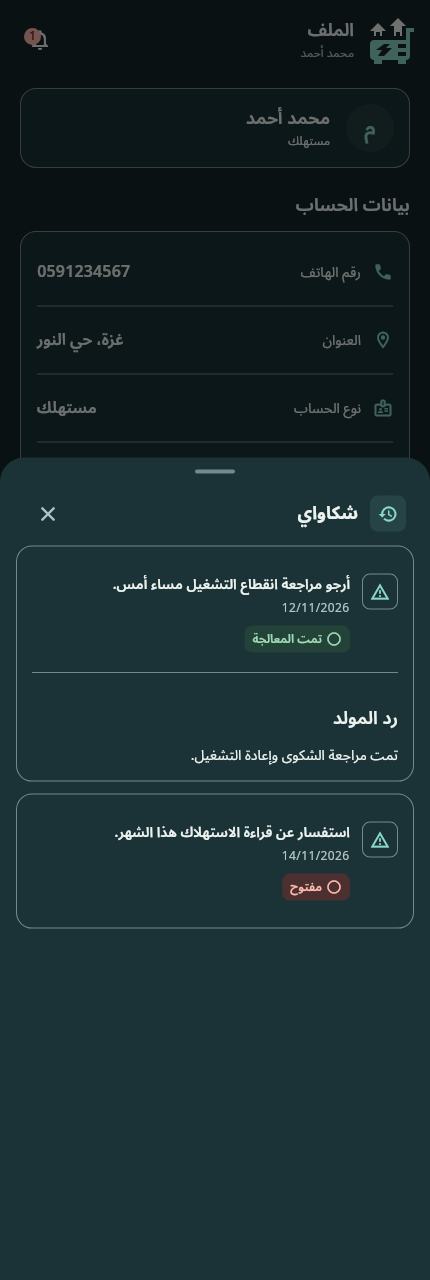 الملف
محمد أحمد
1
م
محمد أحمد
مستهلك
بيانات الحساب
رقم الهاتف
0591234567
العنوان
غزة، حي النور
نوع الحساب
مستهلك
شكاواي
أرجو مراجعة انقطاع التشغيل مساء أمس.
12/11/2026
تمت المعالجة
رد المولد
تمت مراجعة الشكوى وإعادة التشغيل.
استفسار عن قراءة الاستهلاك هذا الشهر.
14/11/2026
مفتوح